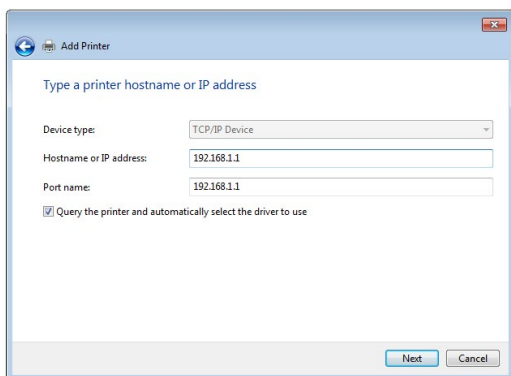 Add Printer
Type a printer hostname or IP address
Device type: TCP/IP Device
Hostname or IP address: 192.168.1.1
Port name: 192.168.1.1
Query the printer and automatically select the driver to use
Next Cancel